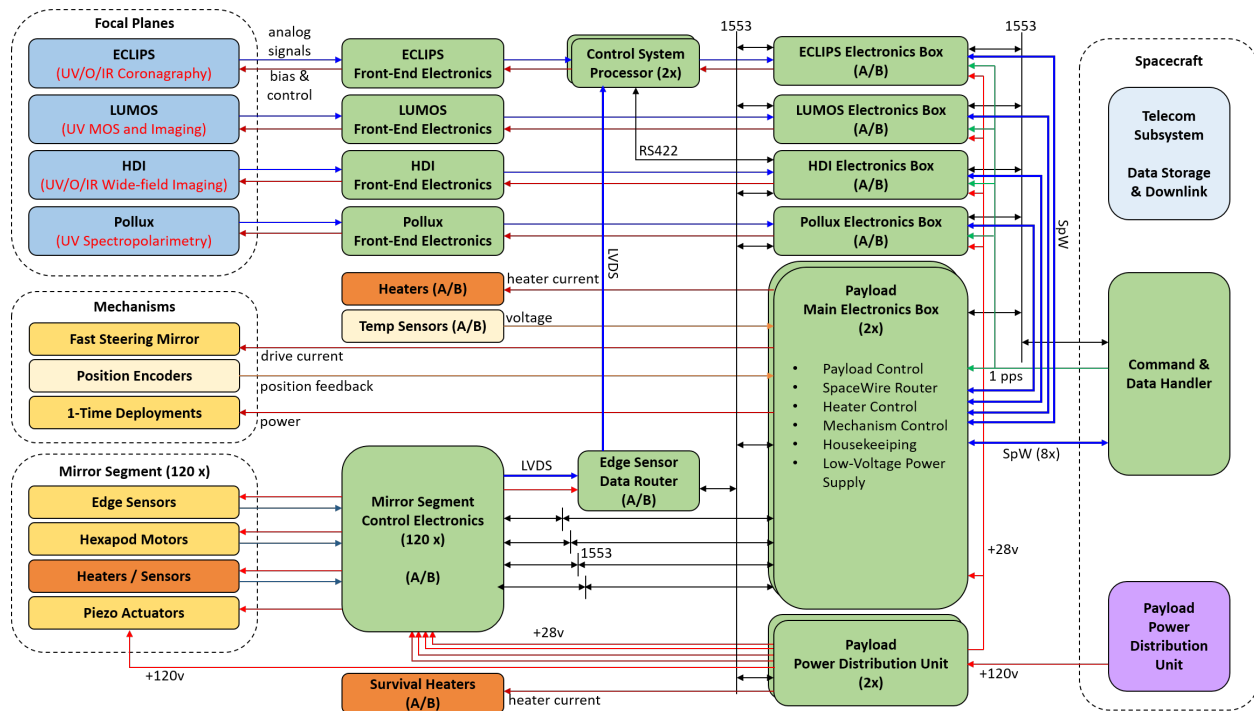 Focal Planes
ECLIPS
(UV/O/IR Coronagraphy)
LUMOS
(UV MOS and Imaging)
HDI
(UV/O/IR Wide-field Imaging)
Pollux
(UV Spectropolarimetry)
analog
signals
bias &
control
ECLIPS
Front-End Electronics
LUMOS
Front-End Electronics
HDI
Front-End Electronics
Pollux
Front-End Electronics
Control System
Processor (2x)
RS422
LVDS
1553
ECLIPS Electronics Box
(A/B)
LUMOS Electronics Box
(A/B)
HDI Electronics Box
(A/B)
Pollux Electronics Box
(A/B)
1553
SpW
Spacecraft
Telecom
Subsystem
Data Storage
& Downlink
Heaters (A/B)
heater current
Temp Sensors (A/B)
voltage
Mechanisms
Fast Steering Mirror
drive current
Position Encoders
position feedback
1-Time Deployments
power
Payload
Main Electronics Box
(2x)
• Payload Control
• SpaceWire Router
• Heater Control
• Mechanism Control
• Housekeeiping
• Low-Voltage Power
Supply
1 pps
SpW (8x)
Command &
Data Handler
Mirror Segment (120 x)
Edge Sensors
Hexapod Motors
Heaters / Sensors
Piezo Actuators
+120v
Mirror Segment
Control Electronics
(120 x)
(A/B)
LVDS
Edge Sensor
Data Router
(A/B)
1553
+28v
+28v
Payload
Power Distribution Unit
(2x)
+120v
Payload
Power
Distribution
Unit
Survival Heaters
(A/B)
heater current